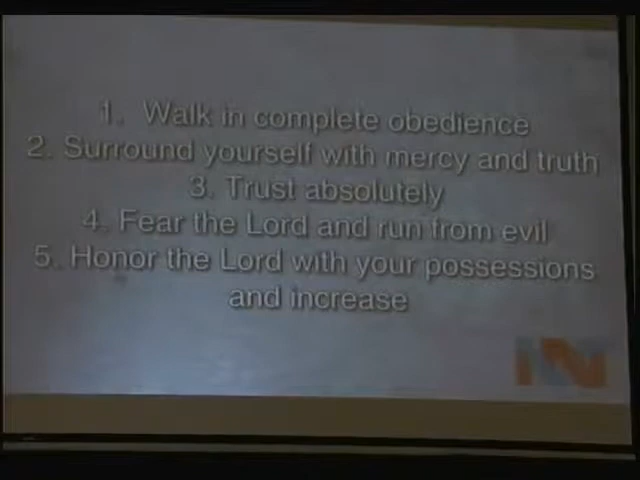 1. Walk in complete obedience
2. Surround yourself with mercy and truth
3. Trust absolutely
4. Fear the Lord and run from evil
5. Honor the Lord with your possessions
and increase